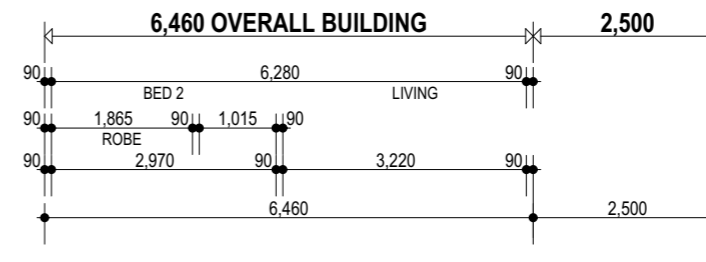 6,460 OVERALL BUILDING 2,500
90 6,280 90
BED 2 LIVING
90 1,865 90 1,015 90
ROBE
90 2,970 90 3,220 90
6,460 2,500